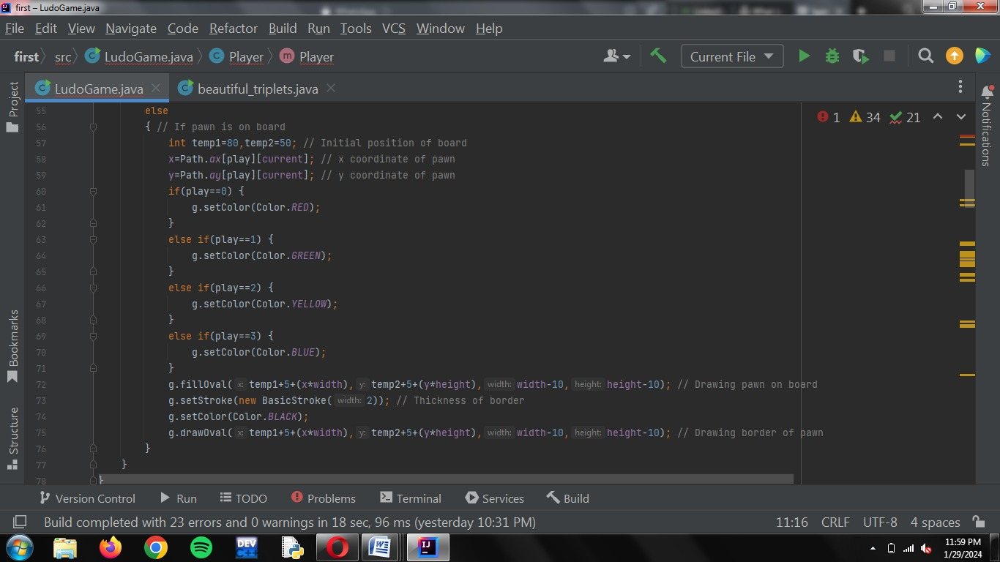 first – LudoGame.java
File Edit View Navigate Code Refactor Build Run Tools VCS Window Help
first src LudoGame.java Player Player Current File
LudoGame.java beautiful_triplets.java
Project
Bookmarks
Structure
Notifications
1 34 21
55 else
56 { // If pawn is on board
57 int temp1=80,temp2=50; // Initial position of board
58 x=Path.ax[play][current]; // x coordinate of pawn
59 y=Path.ay[play][current]; // y coordinate of pawn
60 if(play==0) {
61 g.setColor(Color.RED);
62 }
63 else if(play==1) {
64 g.setColor(Color.GREEN);
65 }
66 else if(play==2) {
67 g.setColor(Color.YELLOW);
68 }
69 else if(play==3) {
70 g.setColor(Color.BLUE);
71 }
72 g.fillOval( x: temp1+5+(x*width), y: temp2+5+(y*height), width: width-10, height: height-10); // Drawing pawn on board
73 g.setStroke(new BasicStroke( width: 2)); // Thickness of border
74 g.setColor(Color.BLACK);
75 g.drawOval( x: temp1+5+(x*width), y: temp2+5+(y*height), width: width-10, height: height-10); // Drawing border of pawn
76 }
77 }
78 }
Version Control Run TODO Problems Terminal Services Build
Build completed with 23 errors and 0 warnings in 18 sec, 96 ms (yesterday 10:31 PM) 11:16 CRLF UTF-8 4 spaces
DEV C++ W IJ 11:59 PM
1/29/2024